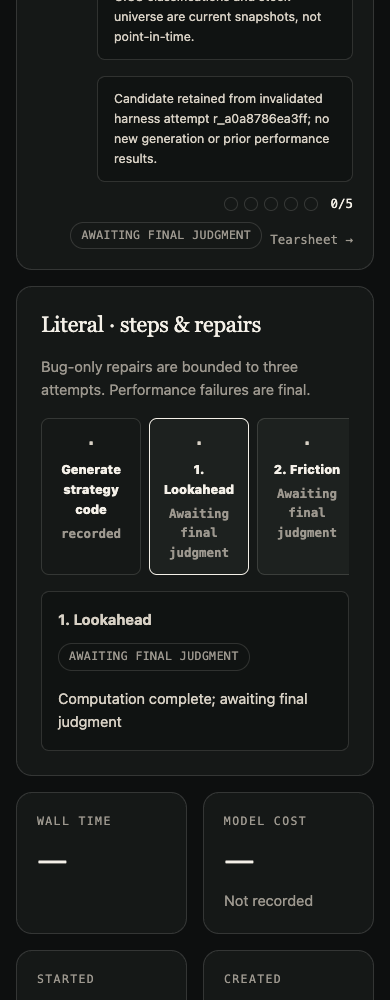 universe are current snapshots, not
point-in-time.
Candidate retained from invalidated
harness attempt r_a0a8786ea3ff; no
new generation or prior performance
results.
0/5
AWAITING FINAL JUDGMENT
Tearsheet →
Literal · steps & repairs
Bug-only repairs are bounded to three
attempts. Performance failures are final.
Generate
strategy
code
recorded
1.
Lookahead
Awaiting
final
judgment
2. Friction
Awaiting
final
judgment
1. Lookahead
AWAITING FINAL JUDGMENT
Computation complete; awaiting final
judgment
WALL TIME
—
MODEL COST
—
Not recorded
STARTED
CREATED